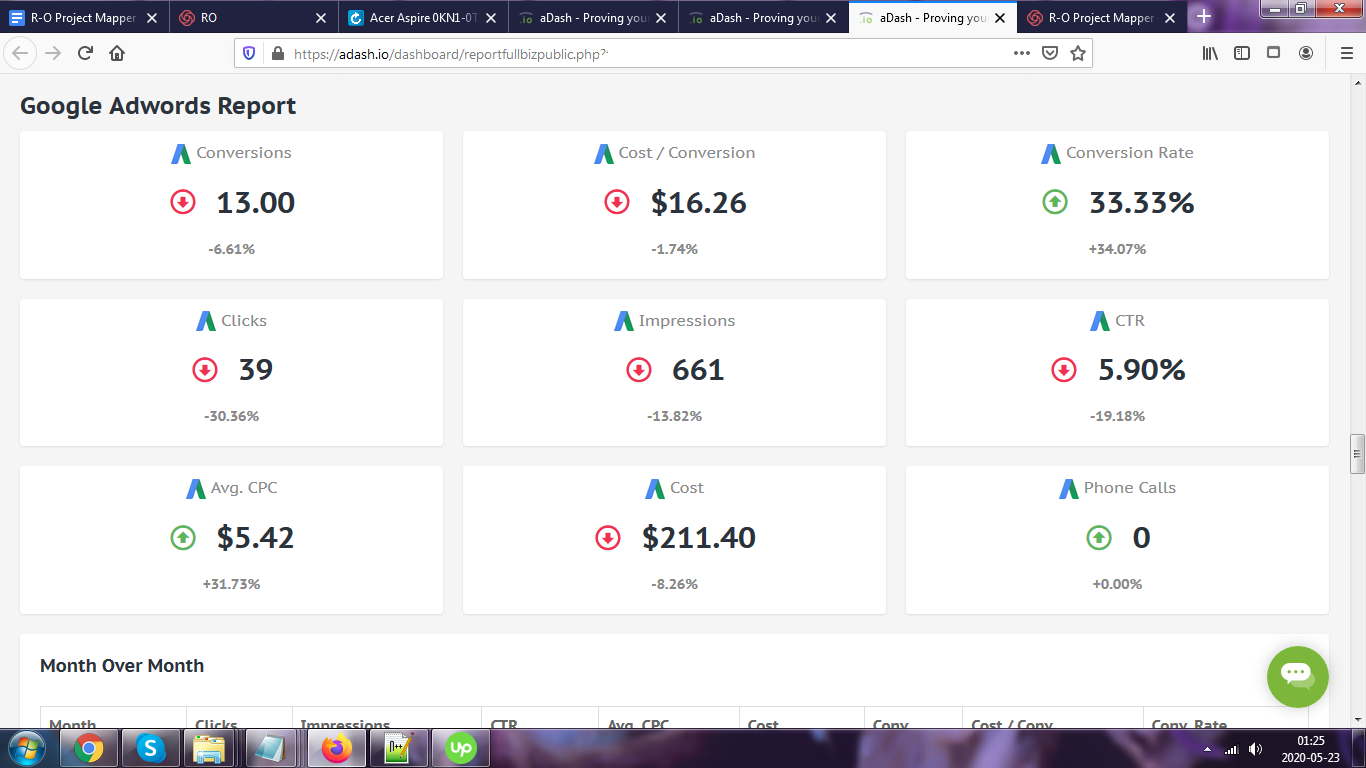 R-O Project Mapper
RO
Acer Aspire 0KN1-0T
aDash - Proving your
aDash - Proving your
aDash - Proving your
R-O Project Mapper
https://adash.io/dashboard/reportfullbizpublic.php?
Google Adwords Report
Conversions
Cost / Conversion
Conversion Rate
13.00
$16.26
33.33%
-6.61%
-1.74%
+34.07%
Clicks
Impressions
CTR
39
661
5.90%
-30.36%
-13.82%
-19.18%
Avg. CPC
Cost
Phone Calls
$5.42
$211.40
0
+31.73%
-8.26%
+0.00%
Month Over Month
Month Clicks Impressions CTR Avg. CPC Cost Conv. Cost / Conv. Conv. Rate
up
01:25
2020-05-23